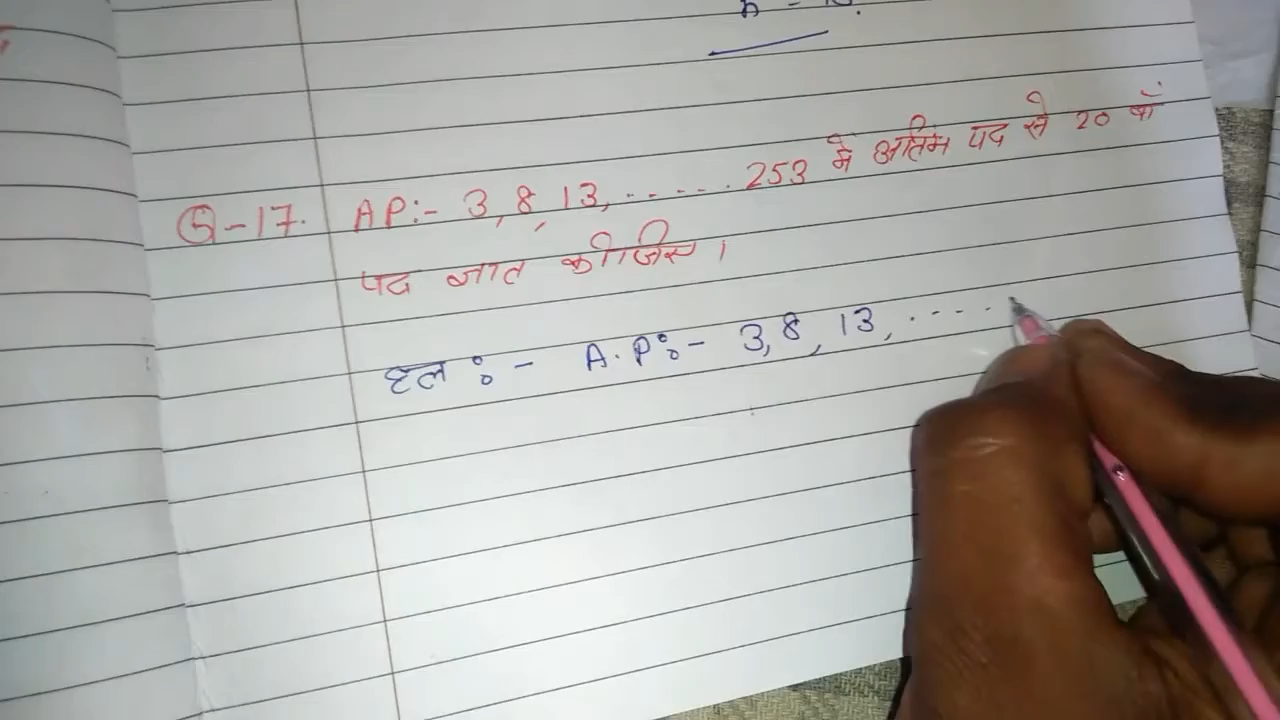 Q-17. AP:- 3, 8, 13, ..... 253 में अंतिम पद से 20 वाँ
पद ज्ञात कीजिए।
हल :- A.P:- 3, 8, 13, .....